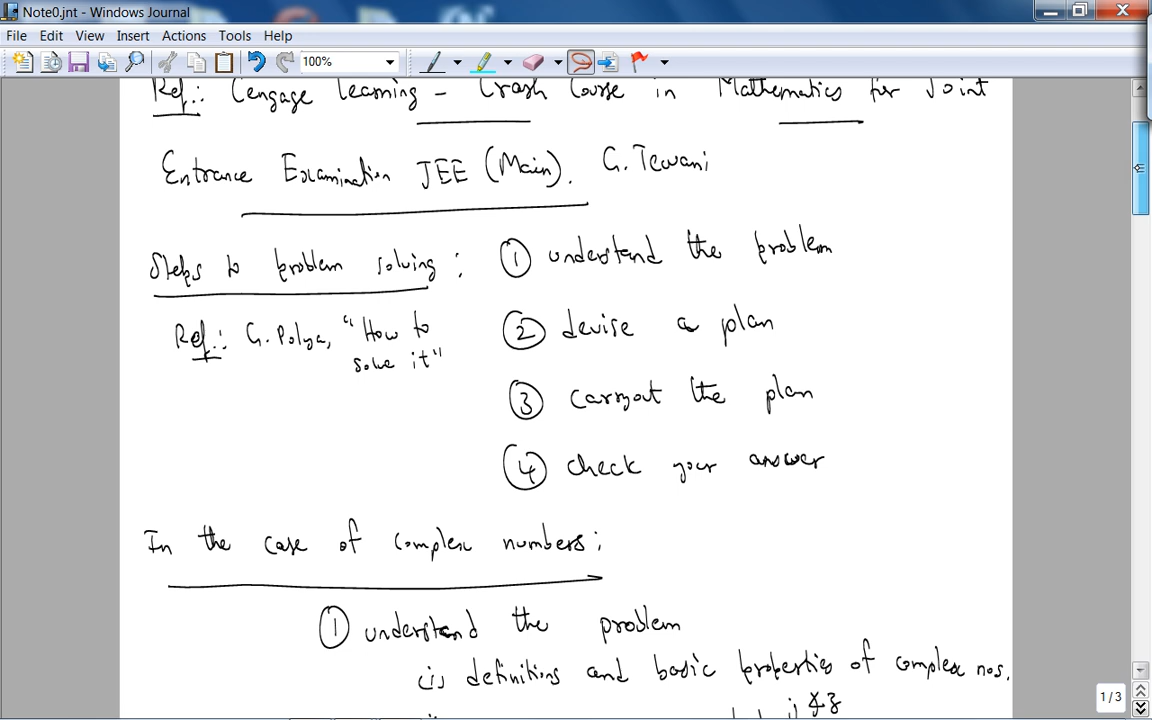 Note0.jnt - Windows Journal
File Edit View Insert Actions Tools Help
100%
Ref.: Cengage Learning - Crash Course in Mathematics for Joint
Entrance Examination JEE (Main). G. Tewani
Steps to problem solving : ① understand the problem
Ref.: G. Polya, "How to solve it"
② devise a plan
③ carryout the plan
④ check your answer
In the case of complex numbers:
① understand the problem
(i) definitions and basic properties of complex nos.
1/3